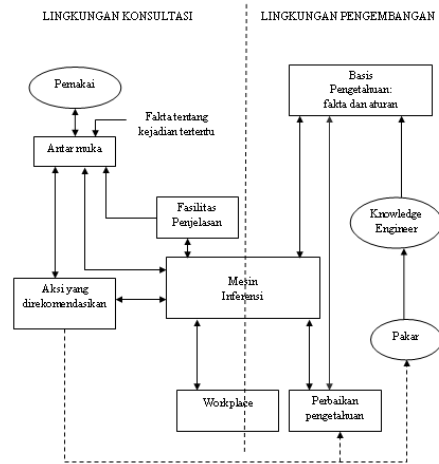 LINGKUNGAN KONSULTASI
LINGKUNGAN PENGEMBANGAN
Pemakai
Basis
Pengetahuan:
fakta dan aturan
Fakta tentang
kejadian tertentu
Antar muka
Fasilitas
Penjelasan
Knowledge
Engineer
Mesin
Inferensi
Aksi yang
direkomendasikan
Pakar
Workplace
Perbaikan
pengetahuan